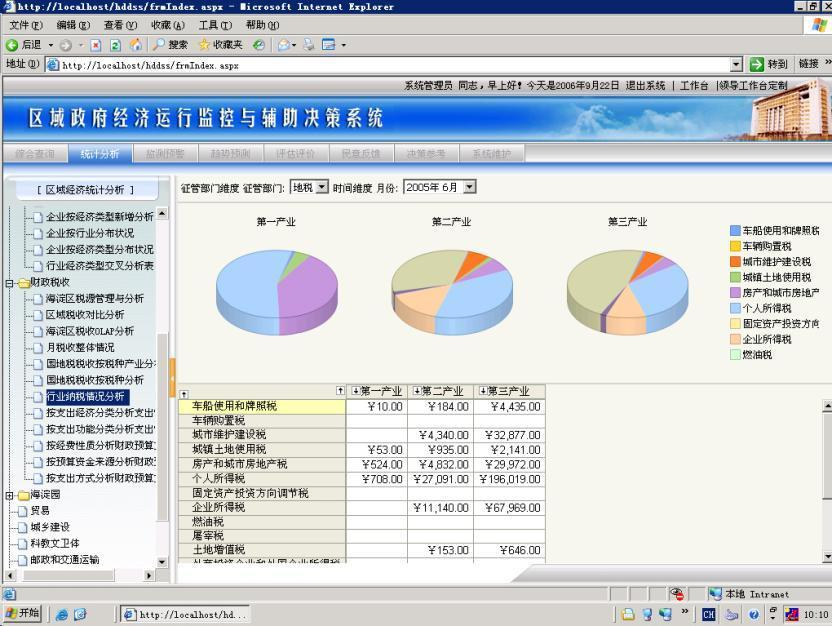 http://localhost/hddss/frmIndex.aspx - Microsoft Internet Explorer
文件(F) 编辑(E) 查看(V) 收藏(A) 工具(T) 帮助(H)
后退 搜索 收藏夹
地址(D) http://localhost/hddss/frmIndex.aspx 转到 链接 »
系统管理员 同志，早上好！今天是2006年9月22日 退出系统 | 工作台 |领导工作台定制
区域政府经济运行监控与辅助决策系统
综合查询 统计分析 监测预警 趋势预测 评估评价 民意反馈 决策参考 系统维护
[ 区域经济统计分析 ]
征管部门维度 征管部门: 地税 时间维度 月份: 2005年 6月
企业按经济类型新增分析
企业按行业分布状况
企业按经济类型分布状况
行业经济类型交叉分析表
财政税收
海淀区税源管理与分析
区域税收对比分析
海淀区税收OLAP分析
月税收整体情况
国地税税收按税种产业分
国地税税收按税种分析
行业纳税情况分析
按支出经济分类分析支出
按支出功能分类分析支出
按经费性质分析财政预算
按预算资金来源分析财政
按支出方式分析财政预算
海淀园
贸易
城乡建设
科教文卫体
邮政和交通运输
第一产业 第二产业 第三产业
车船使用和牌照税
车辆购置税
城市维护建设税
城镇土地使用税
房产和城市房地产
个人所得税
固定资产投资方向
企业所得税
燃油税
第一产业 第二产业 第三产业
车船使用和牌照税 ￥10.00 ￥184.00 ￥4,435.00
车辆购置税
城市维护建设税 ￥4,340.00 ￥32,877.00
城镇土地使用税 ￥53.00 ￥935.00 ￥2,141.00
房产和城市房地产税 ￥524.00 ￥4,832.00 ￥29,972.00
个人所得税 ￥708.00 ￥27,091.00 ￥196,019.00
固定资产投资方向调节税
企业所得税 ￥11,140.00 ￥67,969.00
燃油税
屠宰税
土地增值税 ￥153.00 ￥646.00
本地 Intranet
开始 http://localhost/hd... » CH 10:10